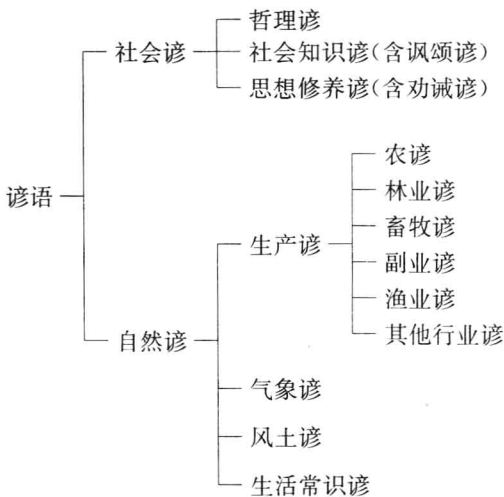 哲理谚
社会谚
社会知识谚(含讽颂谚)
思想修养谚(含劝诫谚)
农谚
林业谚
谚语
畜牧谚
生产谚
副业谚
渔业谚
自然谚
其他行业谚
气象谚
风土谚
生活常识谚